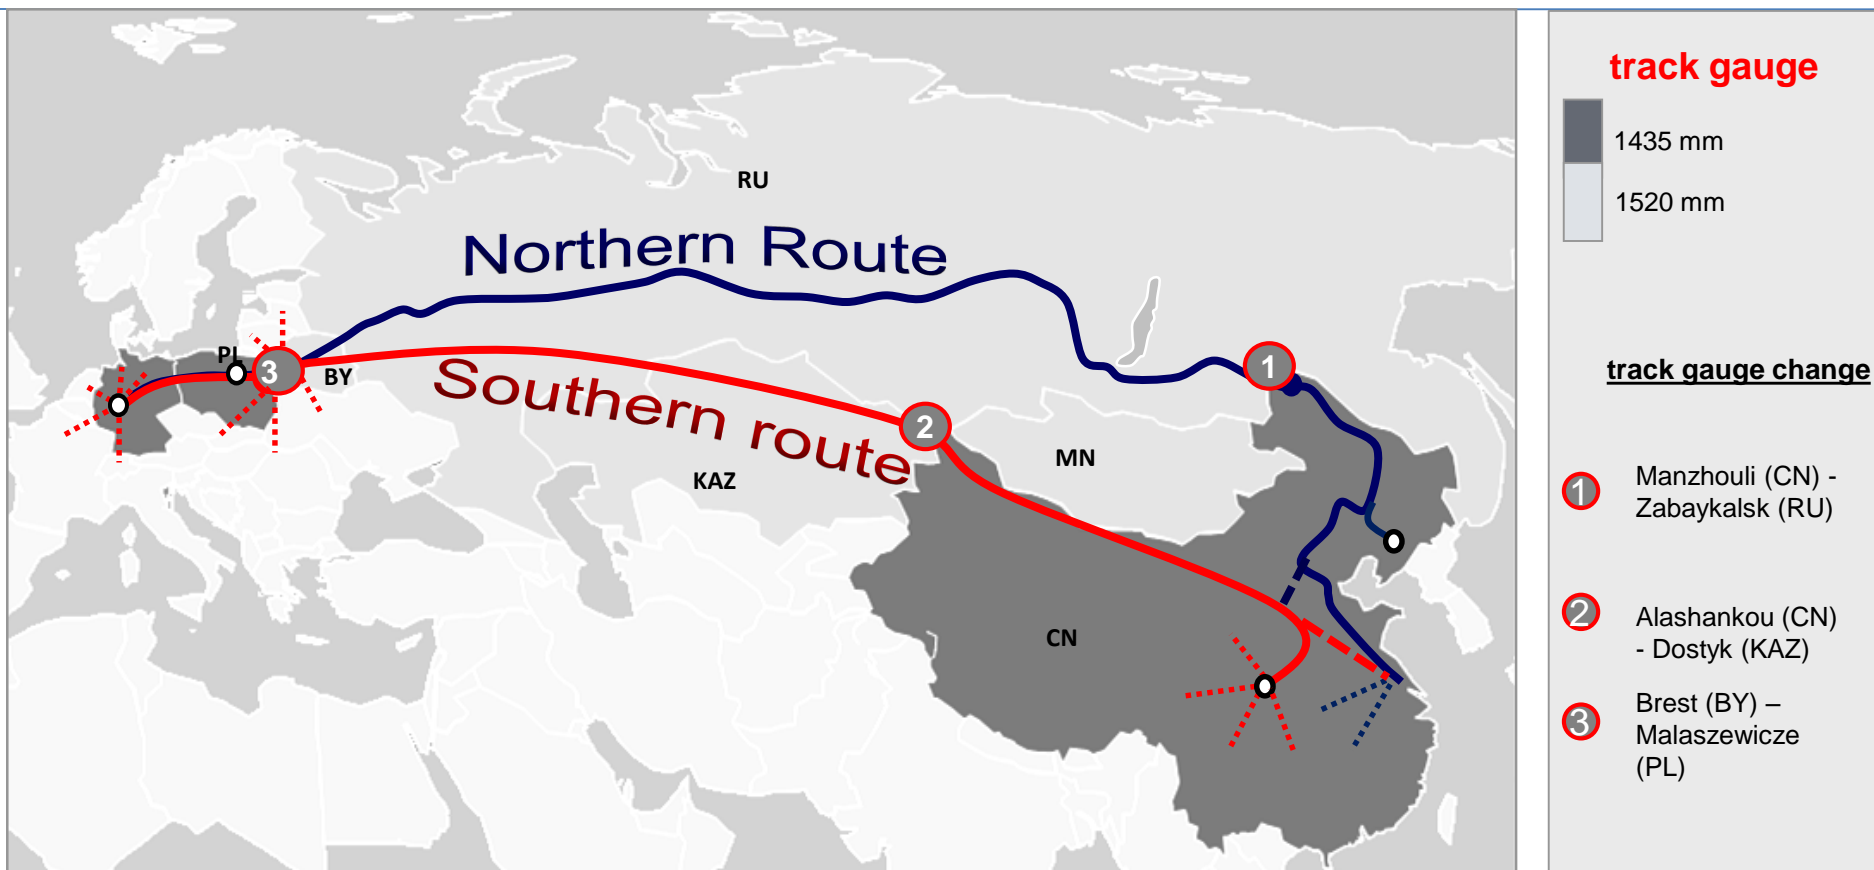 RU
Northern Route
PL
3
BY
1
Southern route
2
MN
KAZ
CN
track gauge
1435 mm
1520 mm
track gauge change
1
Manzhouli (CN) -
Zabaykalsk (RU)
2
Alashankou (CN)
- Dostyk (KAZ)
3
Brest (BY) –
Malaszewicze
(PL)